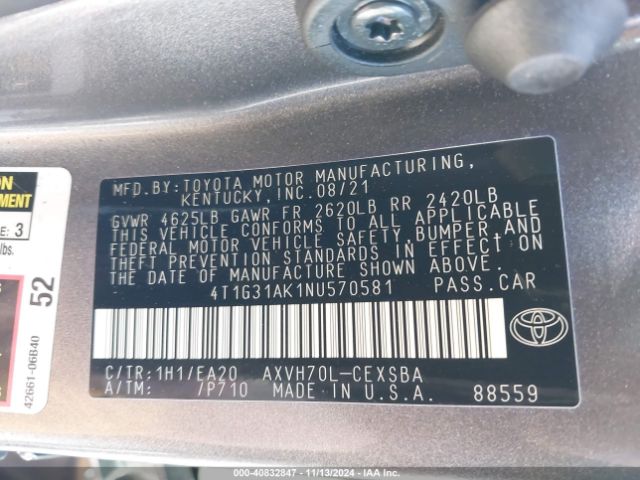 MFD.BY:TOYOTA MOTOR MANUFACTURING,
KENTUCKY, INC. 08/21
GVWR 4625LB GAWR FR 2620LB RR 2420LB
THIS VEHICLE CONFORMS TO ALL APPLICABLE
FEDERAL MOTOR VEHICLE SAFETY, BUMPER, AND
THEFT PREVENTION STANDARDS IN EFFECT ON
THE DATE OF MANUFACTURE SHOWN ABOVE.
4T1G31AK1NU570581 PASS.CAR
C/TR:1H1/EA20 AXVH70L-CEXSBA
A/TM: /P710 MADE IN U.S.A. 88559
E: 3
lbs.
52
42661-06B40
000-40832847 - 11/13/2024 - IAA, Inc.